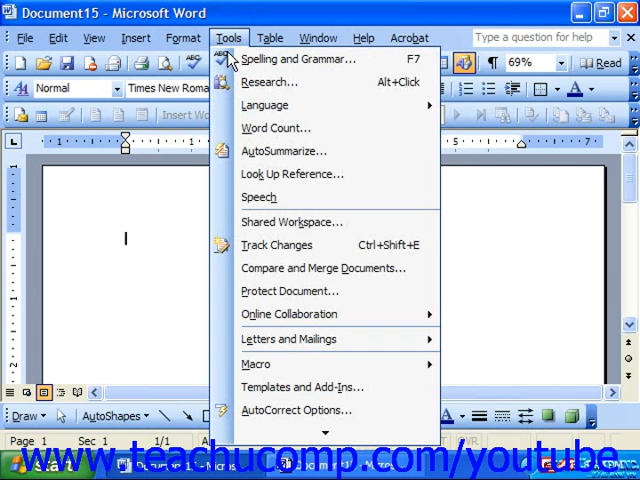 Document15 - Microsoft Word
File Edit View Insert Format Tools Table Window Help Acrobat
Type a question for help
69% Read
Normal Times New Roma
Insert Wor
Spelling and Grammar... F7
Research... Alt+Click
Language
Word Count...
AutoSummarize...
Look Up Reference...
Speech
Shared Workspace...
Track Changes Ctrl+Shift+E
Compare and Merge Documents...
Protect Document...
Online Collaboration
Letters and Mailings
Macro
Templates and Add-Ins...
AutoCorrect Options...
Draw AutoShapes
Page 1 Sec 1 1/1
www.teachucomp.com/youtube
start